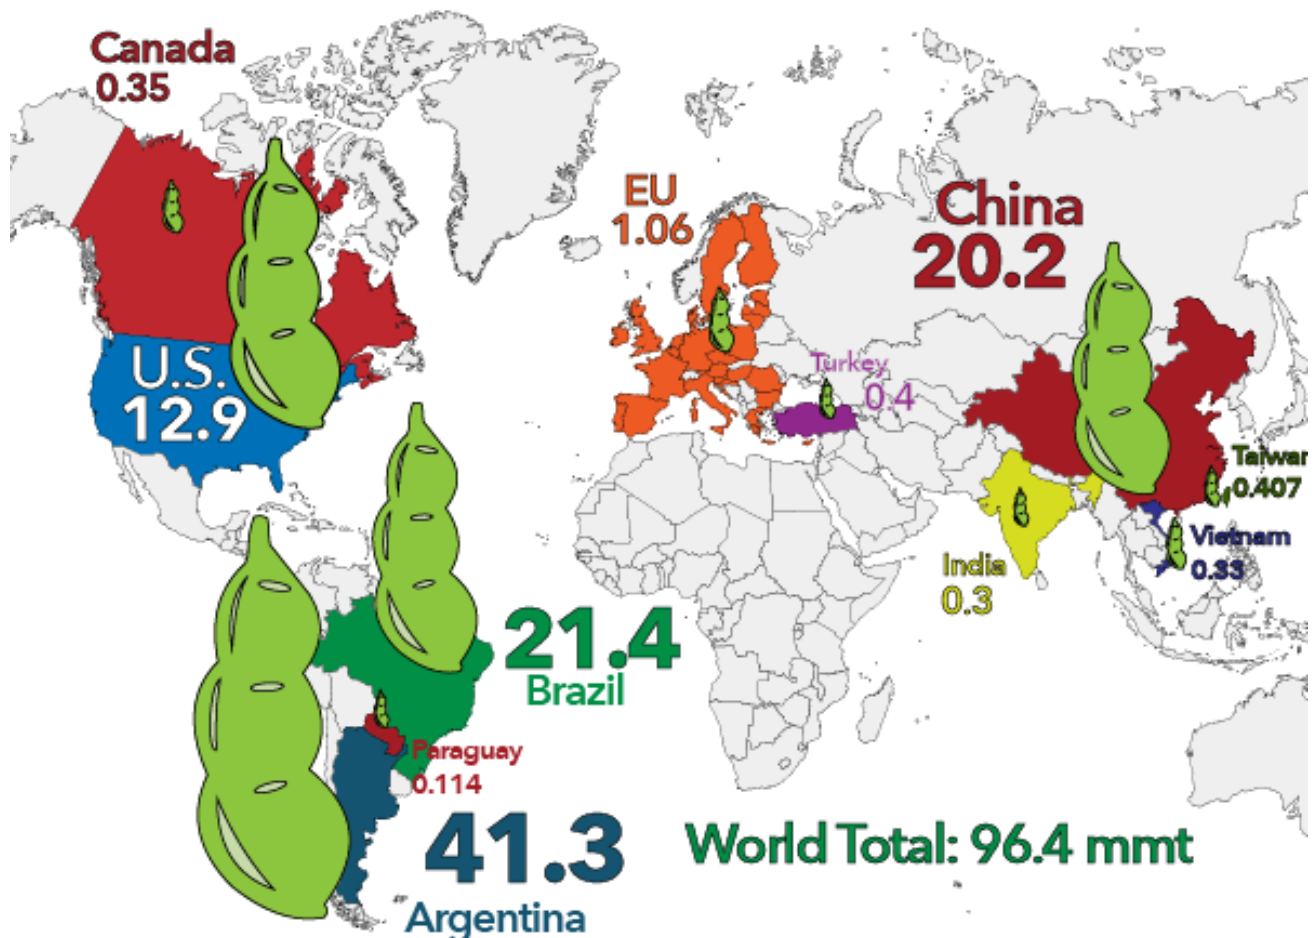 Canada
0.35
EU
1.06
China
20.2
U.S.
12.9
Turkey
0.4
Taiwan
0.407
Vietnam
0.33
India
0.3
21.4
Brazil
Paraguay
0.114
41.3
Argentina
World Total: 96.4 mmt